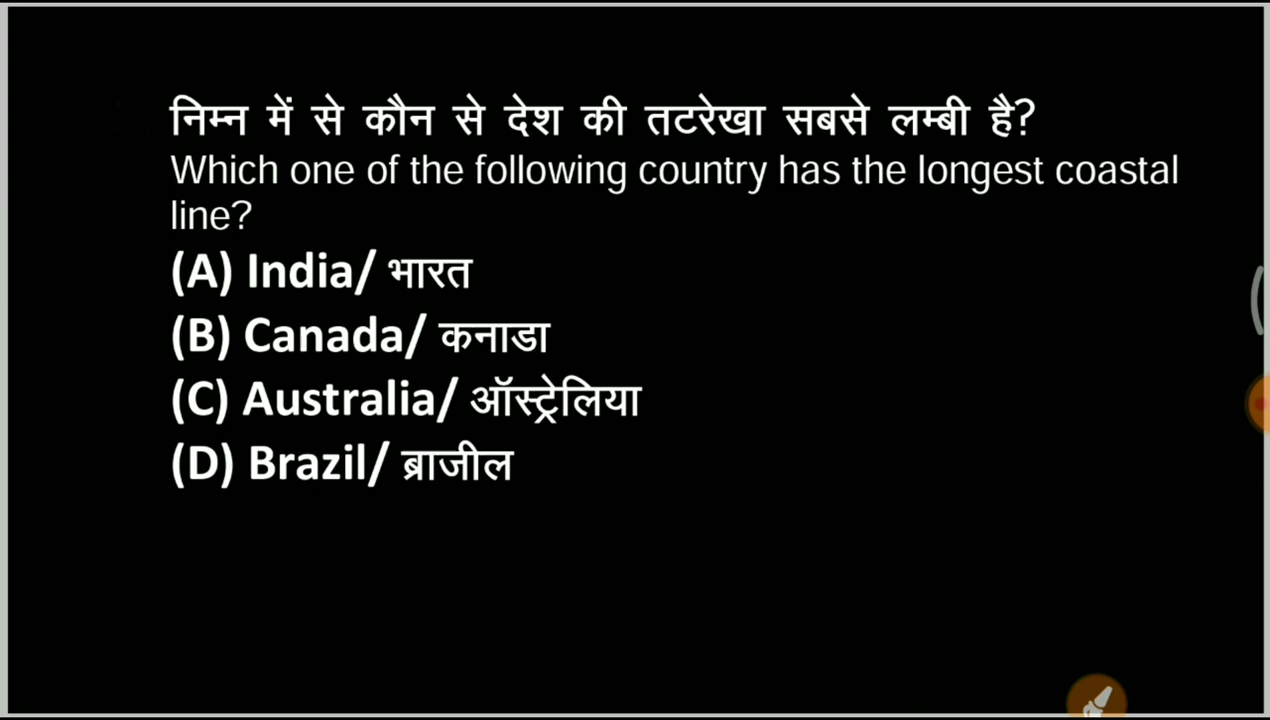 निम्न में से कौन से देश की तटरेखा सबसे लम्बी है?
Which one of the following country has the longest coastal
line?
(A) India/ भारत
(B) Canada/ कनाडा
(C) Australia/ ऑस्ट्रेलिया
(D) Brazil/ ब्राजील